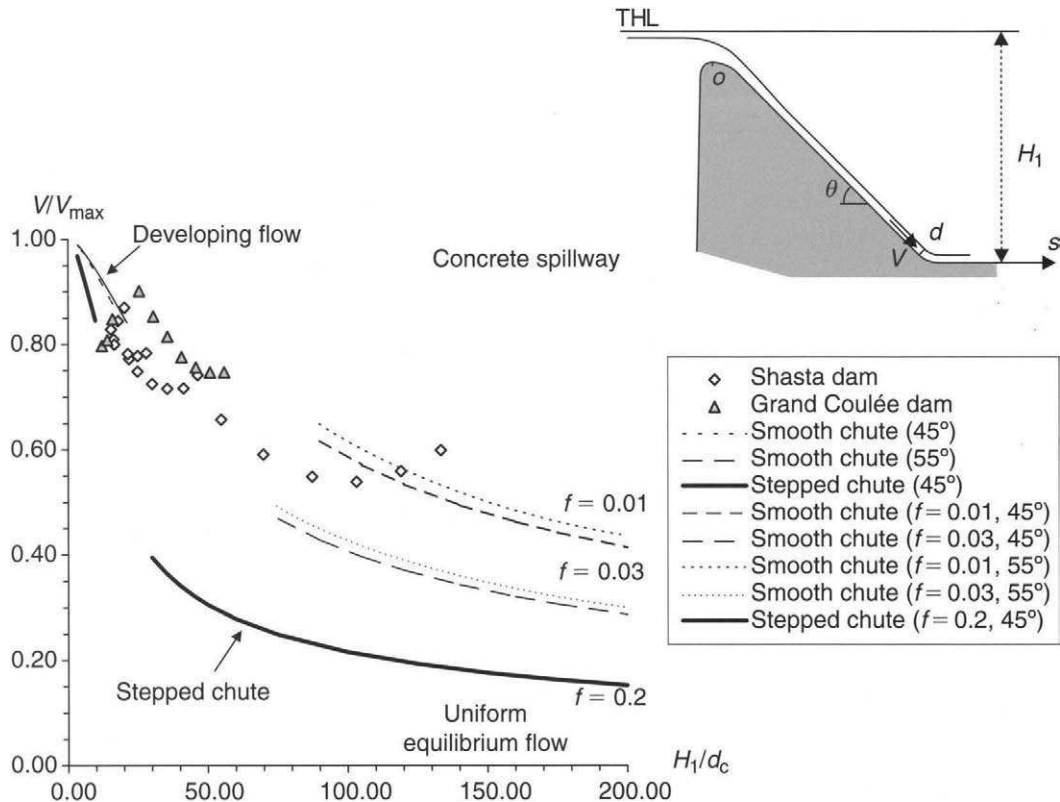 THL
o
H1
θ
d
V
s
V/Vmax
1.00
Developing flow
Concrete spillway
0.80
0.60
f = 0.01
0.40
f = 0.03
0.20
Stepped chute
f = 0.2
Uniform
equilibrium flow
0.00
H1/dc
0.00 50.00 100.00 150.00 200.00
Shasta dam
Grand Coulée dam
Smooth chute (45º)
Smooth chute (55º)
Stepped chute (45º)
Smooth chute (f = 0.01, 45º)
Smooth chute (f = 0.03, 45º)
Smooth chute (f = 0.01, 55º)
Smooth chute (f = 0.03, 55º)
Stepped chute (f = 0.2, 45º)